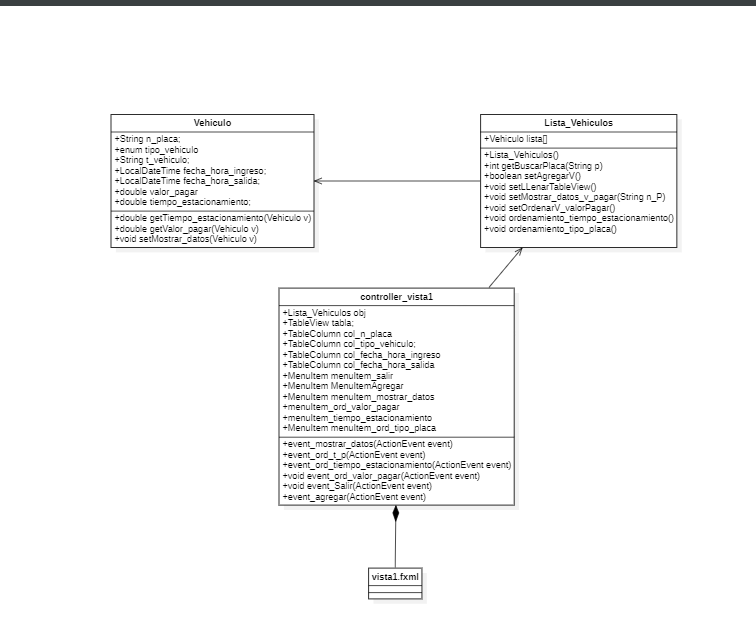 Vehiculo
+String n_placa;
+enum tipo_vehiculo
+String t_vehiculo;
+LocalDateTime fecha_hora_ingreso;
+LocalDateTime fecha_hora_salida;
+double valor_pagar
+double tiempo_estacionamiento;
+double getTiempo_estacionamiento(Vehiculo v)
+double getValor_pagar(Vehiculo v)
+void setMostrar_datos(Vehiculo v)
Lista_Vehiculos
+Vehiculo lista[]
+Lista_Vehiculos()
+int getBuscarPlaca(String p)
+boolean setAgregarV()
+void setLLenarTableView()
+void setMostrar_datos_v_pagar(String n_P)
+void setOrdenarV_valorPagar()
+void ordenamiento_tiempo_estacionamiento()
+void ordenamiento_tipo_placa()
controller_vista1
+Lista_Vehiculos obj
+TableView tabla;
+TableColumn col_n_placa
+TableColumn col_tipo_vehiculo;
+TableColumn col_fecha_hora_ingreso
+TableColumn col_fecha_hora_salida
+MenuItem menuItem_salir
+MenuItem MenuItemAgregar
+MenuItem menuItem_mostrar_datos
+menuItem_ord_valor_pagar
+menuItem_tiempo_estacionamiento
+MenuItem menuItem_ord_tipo_placa
+event_mostrar_datos(ActionEvent event)
+event_ord_t_p(ActionEvent event)
+event_ord_tiempo_estacionamiento(ActionEvent event)
+void event_ord_valor_pagar(ActionEvent event)
+void event_Salir(ActionEvent event)
+event_agregar(ActionEvent event)
vista1.fxml